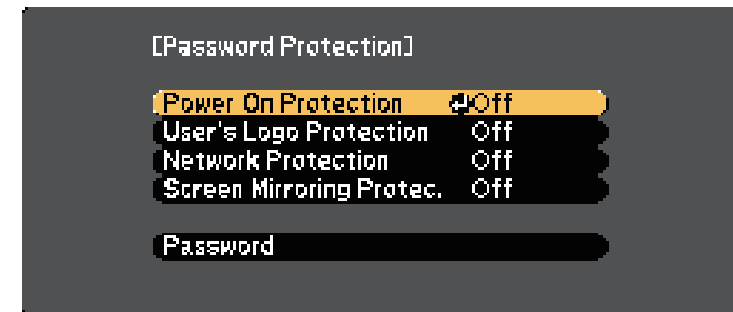 [Password Protection]
Power On Protection Off
User's Logo Protection Off
Network Protection Off
Screen Mirroring Protec. Off
Password